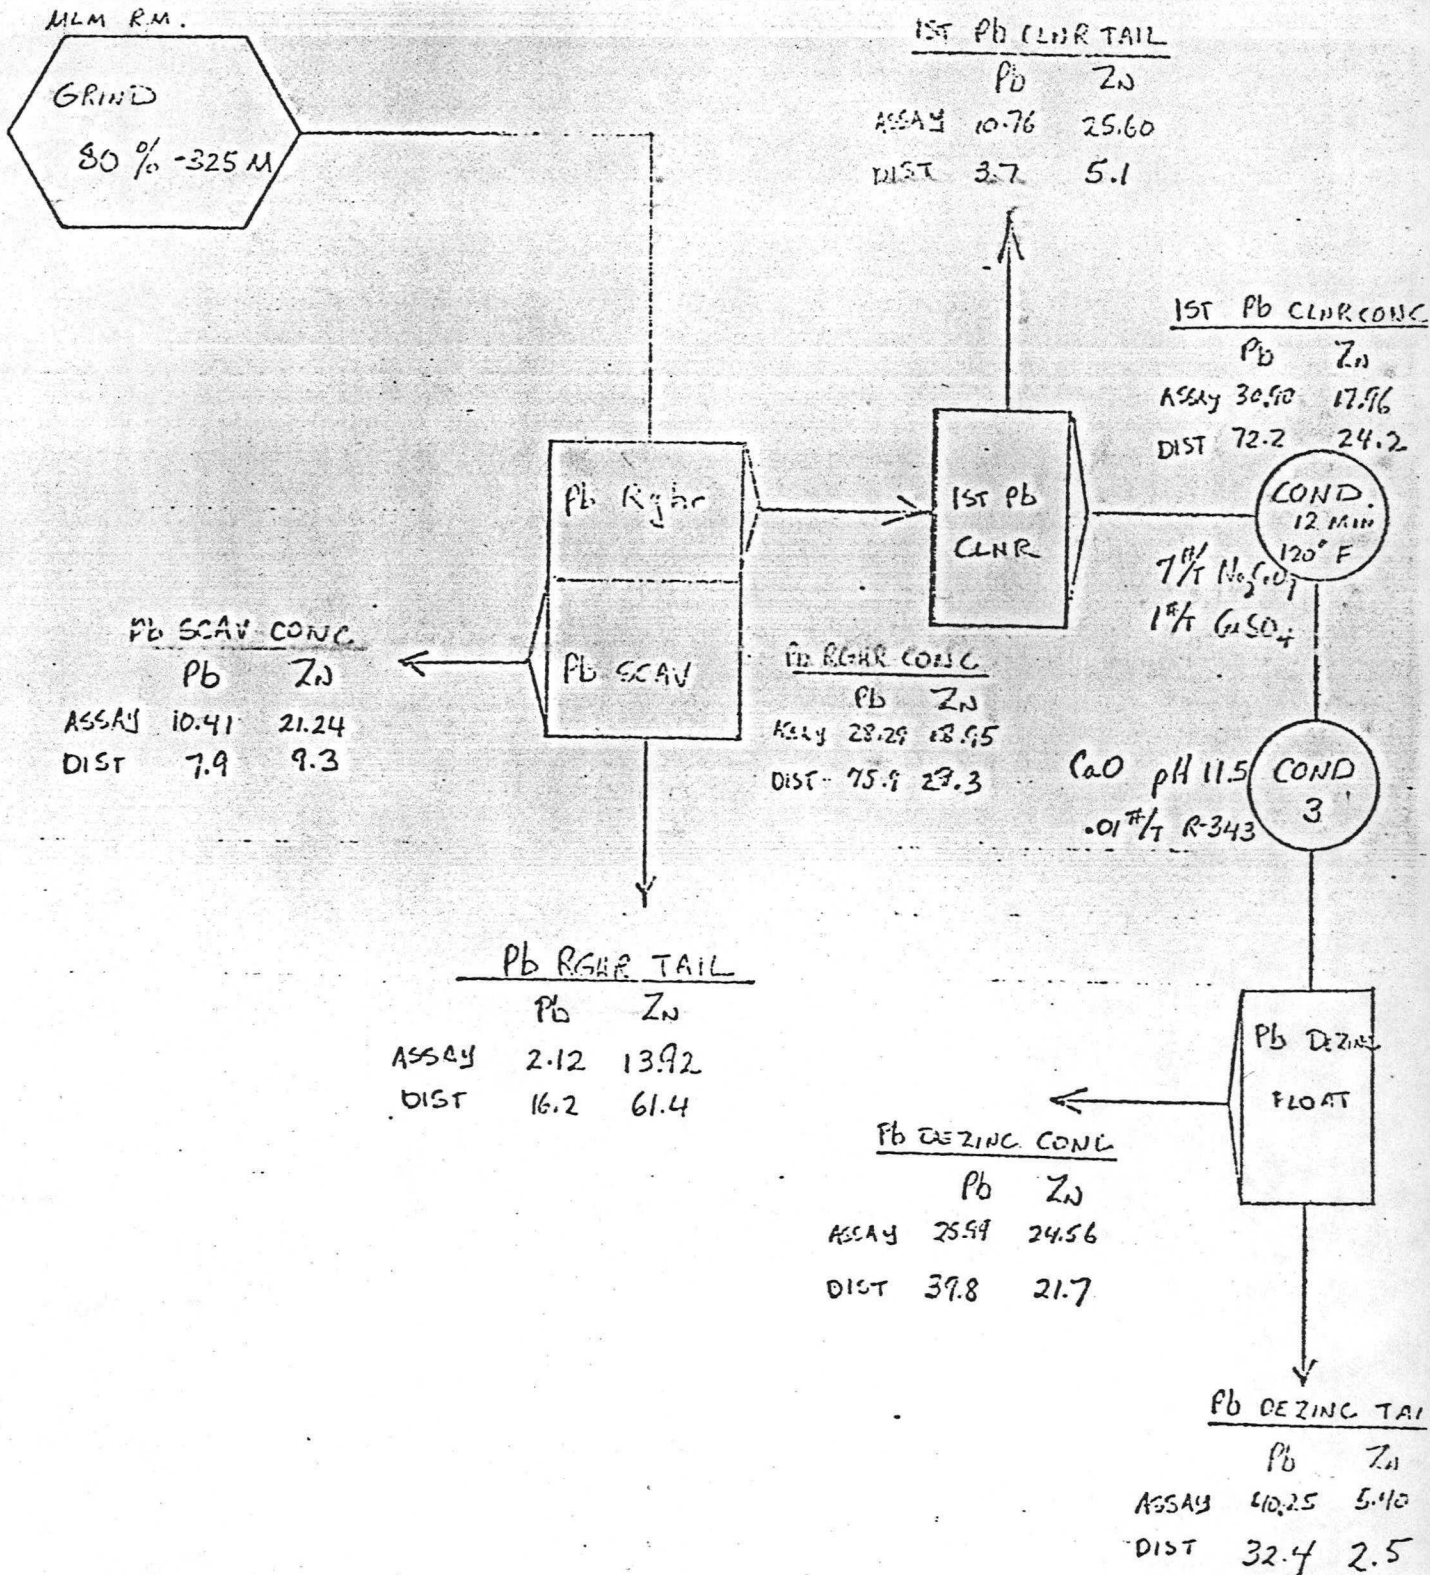 MLM R.M.
GRIND
80 % -325 M
1ST Pb CLNR TAIL
Pb ZN
ASSAY 10.76 25.60
DIST 3.7 5.1
1ST Pb CLNR CONC
Pb ZN
ASSAY 30.90 17.96
DIST 72.2 24.2
Pb Rghr
Pb SCAV
1ST Pb
CLNR
COND.
12 MIN
120° F
7#/T
1#/T CuSO4
Pb SCAV CONC
Pb ZN
ASSAY 10.41 21.24
DIST 7.9 9.3
Pb RGHR CONC
Pb ZN
ASSAY 28.29 18.95
DIST 75.9 29.3
CaO pH 11.5
.01#/T R-343
COND
3'
Pb RGHR TAIL
Pb ZN
ASSAY 2.12 13.92
DIST 16.2 61.4
Pb DEZINC
FLOAT
Pb DEZINC CONC
Pb ZN
ASSAY 25.99 24.56
DIST 39.8 21.7
Pb DEZINC TAI
Pb ZN
ASSAY 40.25 5.40
DIST 32.4 2.5